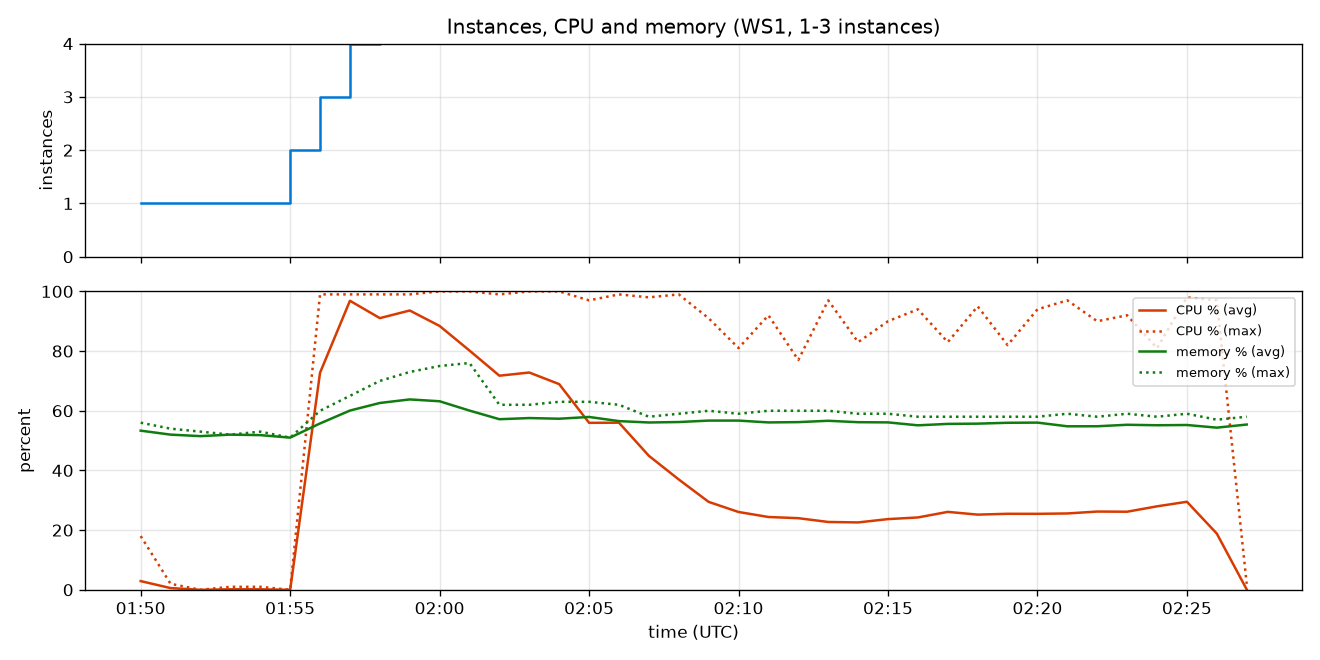 Instances, CPU and memory (WS1, 1-3 instances)
4
3
2
1
0
instances
100
80
60
40
20
0
percent
CPU % (avg)
CPU % (max)
memory % (avg)
memory % (max)
01:50 01:55 02:00 02:05 02:10 02:15 02:20 02:25
time (UTC)